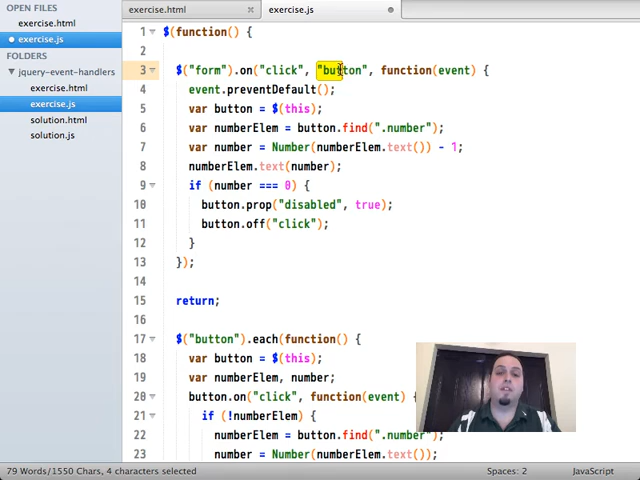 OPEN FILES
exercise.html
exercise.js
FOLDERS
jquery-event-handlers
exercise.html
exercise.js
solution.html
solution.js
exercise.html
exercise.js
1 $(function() {
2
3 $("form").on("click", "button", function(event) {
4 event.preventDefault();
5 var button = $(this);
6 var numberElem = button.find(".number");
7 var number = Number(numberElem.text()) - 1;
8 numberElem.text(number);
9 if (number === 0) {
10 button.prop("disabled", true);
11 button.off("click");
12 }
13 });
14
15 return;
16
17 $("button").each(function() {
18 var button = $(this);
19 var numberElem, number;
20 button.on("click", function(event) {
21 if (!numberElem) {
22 numberElem = button.find(".number");
23 number = Number(numberElem.text());
79 Words/1550 Chars, 4 characters selected
Spaces: 2
JavaScript